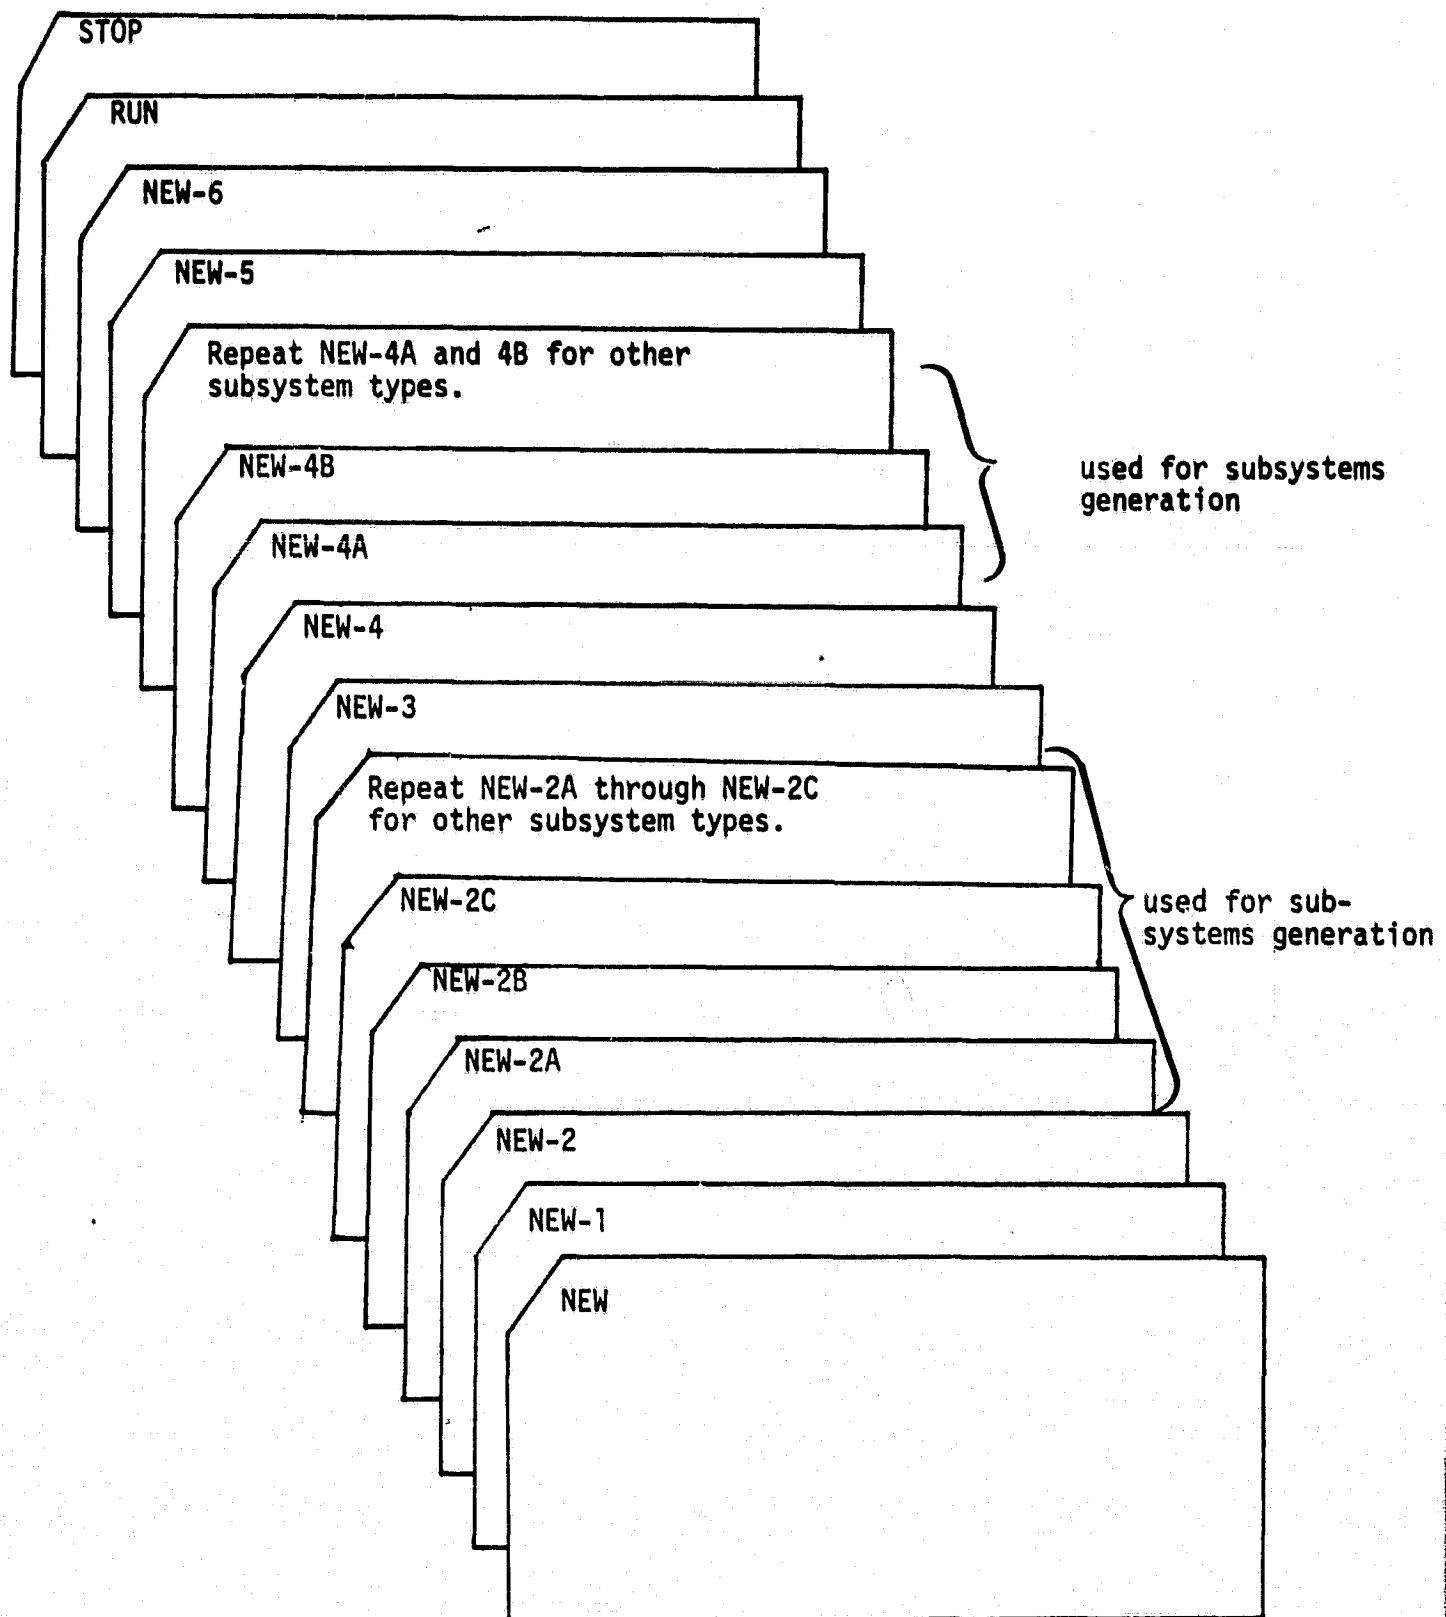 STOP
RUN
NEW-6
NEW-5
Repeat NEW-4A and 4B for other
subsystem types.
NEW-4B
used for subsystems
generation
NEW-4A
NEW-4
NEW-3
Repeat NEW-2A through NEW-2C
for other subsystem types.
NEW-2C
used for sub-
systems generation
NEW-2B
NEW-2A
NEW-2
NEW-1
NEW